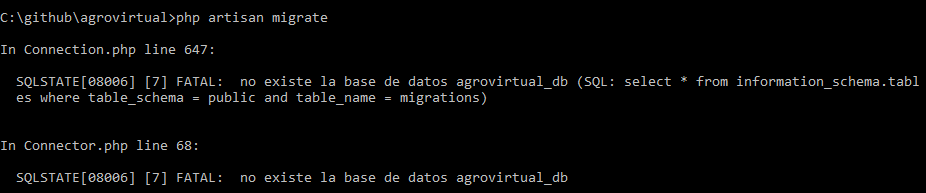 C:\github\agrovirtual>php artisan migrate
In Connection.php line 647:
SQLSTATE[08006] [7] FATAL:  no existe la base de datos agrovirtual_db (SQL: select * from information_schema.tabl
es where table_schema = public and table_name = migrations)
In Connector.php line 68:
SQLSTATE[08006] [7] FATAL:  no existe la base de datos agrovirtual_db